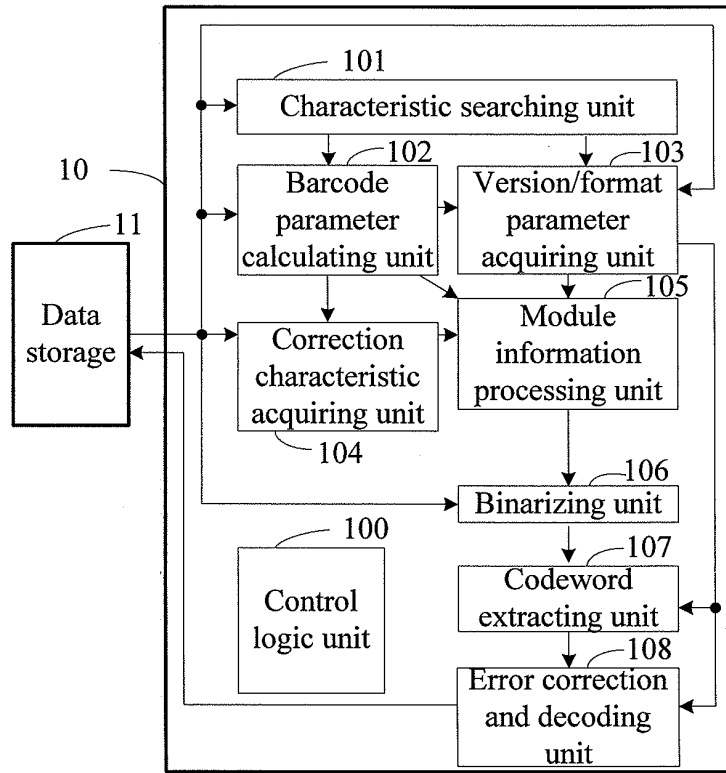 101
Characteristic searching unit
102
103
10
Barcode
parameter
calculating unit
Version/format
parameter
acquiring unit
11
Data
storage
105
Correction
characteristic
acquiring unit
Module
information
processing unit
104
106
Binarizing unit
100
Control
logic unit
107
Codeword
extracting unit
108
Error correction
and decoding
unit